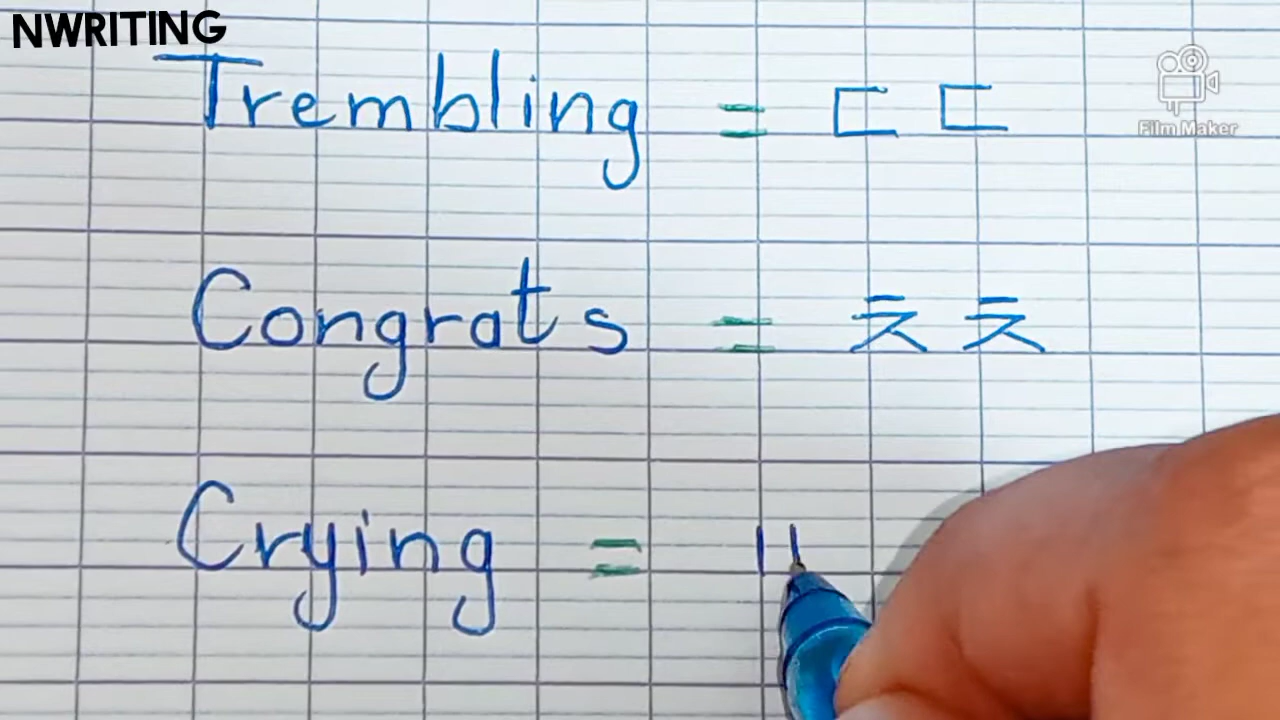 NWRITING
Film Maker
Trembling = ㄷㄷ
Congrats = ㅊㅊ
Crying =